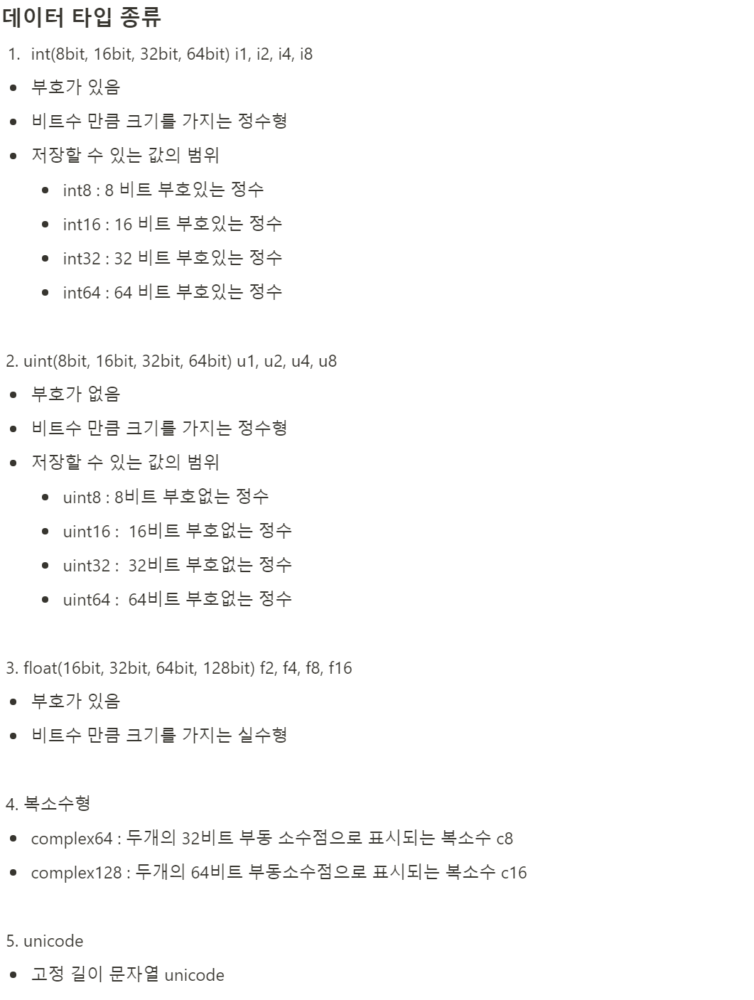 데이터 타입 종류
1. int(8bit, 16bit, 32bit, 64bit) i1, i2, i4, i8
• 부호가 있음
• 비트수 만큼 크기를 가지는 정수형
• 저장할 수 있는 값의 범위
• int8 : 8 비트 부호있는 정수
• int16 : 16 비트 부호있는 정수
• int32 : 32 비트 부호있는 정수
• int64 : 64 비트 부호있는 정수
2. uint(8bit, 16bit, 32bit, 64bit) u1, u2, u4, u8
• 부호가 없음
• 비트수 만큼 크기를 가지는 정수형
• 저장할 수 있는 값의 범위
• uint8 : 8비트 부호없는 정수
• uint16 :  16비트 부호없는 정수
• uint32 :  32비트 부호없는 정수
• uint64 :  64비트 부호없는 정수
3. float(16bit, 32bit, 64bit, 128bit) f2, f4, f8, f16
• 부호가 있음
• 비트수 만큼 크기를 가지는 실수형
4. 복소수형
• complex64 : 두개의 32비트 부동 소수점으로 표시되는 복소수 c8
• complex128 : 두개의 64비트 부동소수점으로 표시되는 복소수 c16
5. unicode
• 고정 길이 문자열 unicode